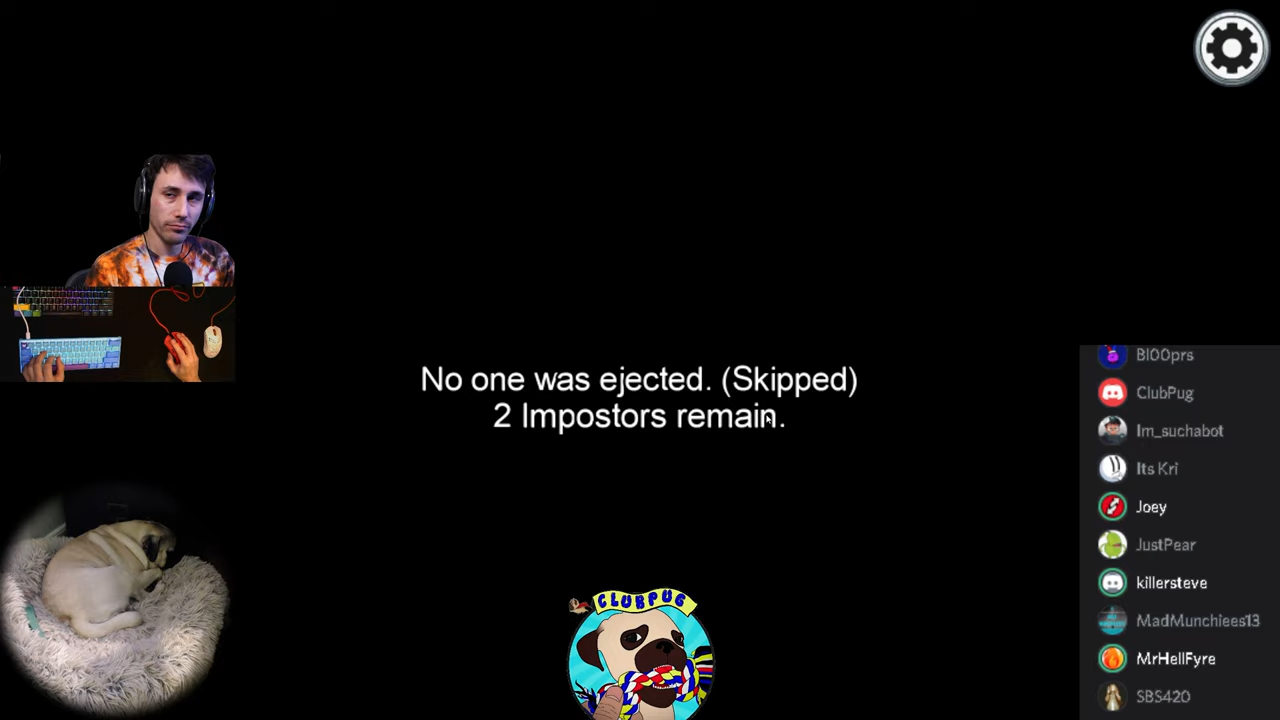 No one was ejected. (Skipped)
2 Impostors remain.
Bl00prs
ClubPug
Im_suchabot
Its Kri
Joey
JustPear
killersteve
MadMunchiees13
MrHellFyre
SBS420
CLUBPUG